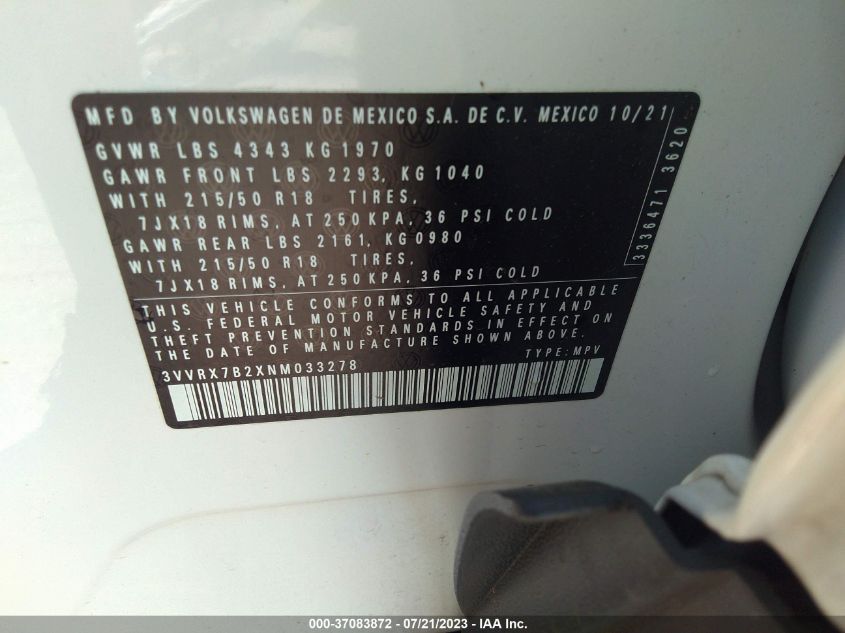 MFD BY VOLKSWAGEN DE MEXICO S.A. DE C.V. MEXICO 10/21
GVWR LBS 4343 KG 1970
GAWR FRONT LBS 2293, KG 1040
WITH 215/50 R18 TIRES,
7JX18 RIMS, AT 250 KPA, 36 PSI COLD
GAWR REAR LBS 2161, KG 0980
WITH 215/50 R18 TIRES,
7JX18 RIMS, AT 250 KPA, 36 PSI COLD
THIS VEHICLE CONFORMS TO ALL APPLICABLE
U.S. FEDERAL MOTOR VEHICLE SAFETY AND
THEFT PREVENTION STANDARDS IN EFFECT ON
THE DATE OF MANUFACTURE SHOWN ABOVE.
3VVRX7B2XNM033278 TYPE: MPV
3336471 3620
000-37083872 - 07/21/2023 - Copyright IAA, Inc.